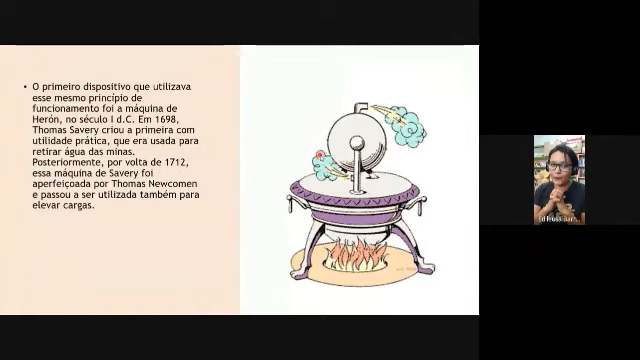 • O primeiro dispositivo que utilizava
esse mesmo princípio de
funcionamento foi a máquina de
Herón, no século I d.C. Em 1698,
Thomas Savery criou a primeira com
utilidade prática, que era usada para
retirar água das minas.
Posteriormente, por volta de 1712,
essa máquina de Savery foi
aperfeiçoada por Thomas Newcomen
e passou a ser utilizada também para
elevar cargas.